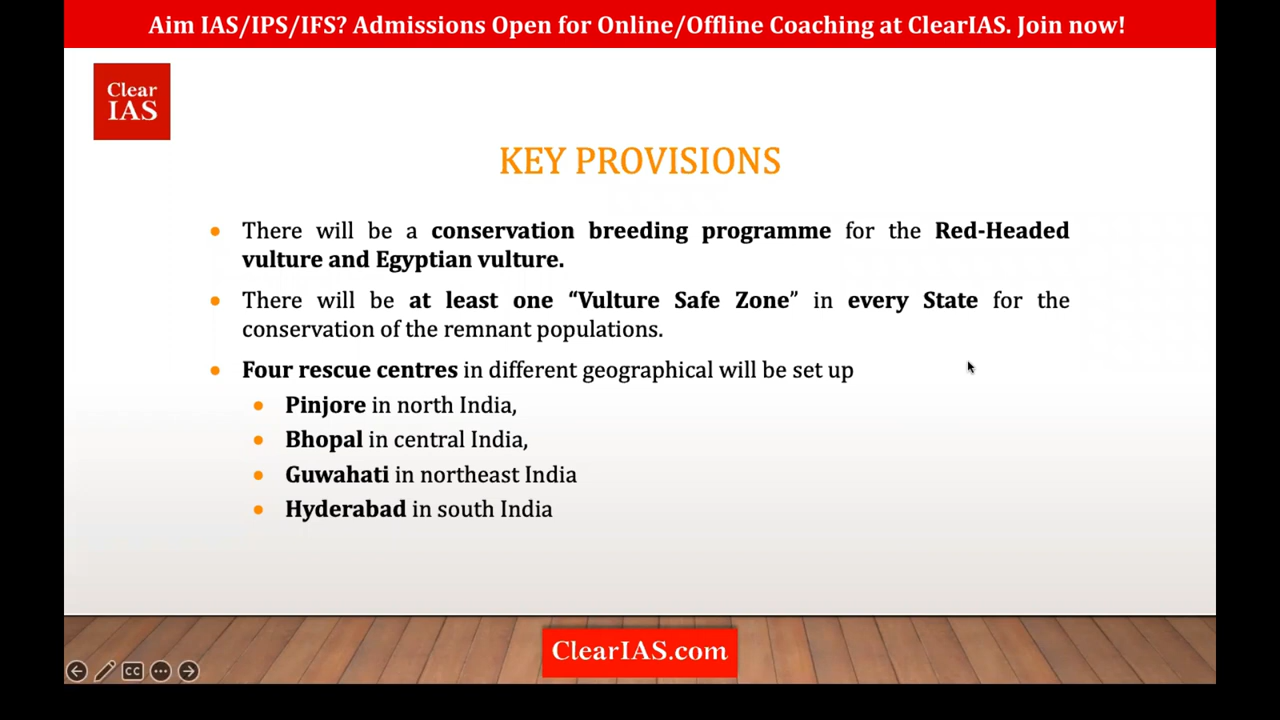 Aim IAS/IPS/IFS? Admissions Open for Online/Offline Coaching at ClearIAS. Join now!
Clear
IAS
KEY PROVISIONS
• There will be a conservation breeding programme for the Red-Headed
vulture and Egyptian vulture.
• There will be at least one “Vulture Safe Zone” in every State for the
conservation of the remnant populations.
• Four rescue centres in different geographical will be set up
• Pinjore in north India,
• Bhopal in central India,
• Guwahati in northeast India
• Hyderabad in south India
ClearIAS.com
CC